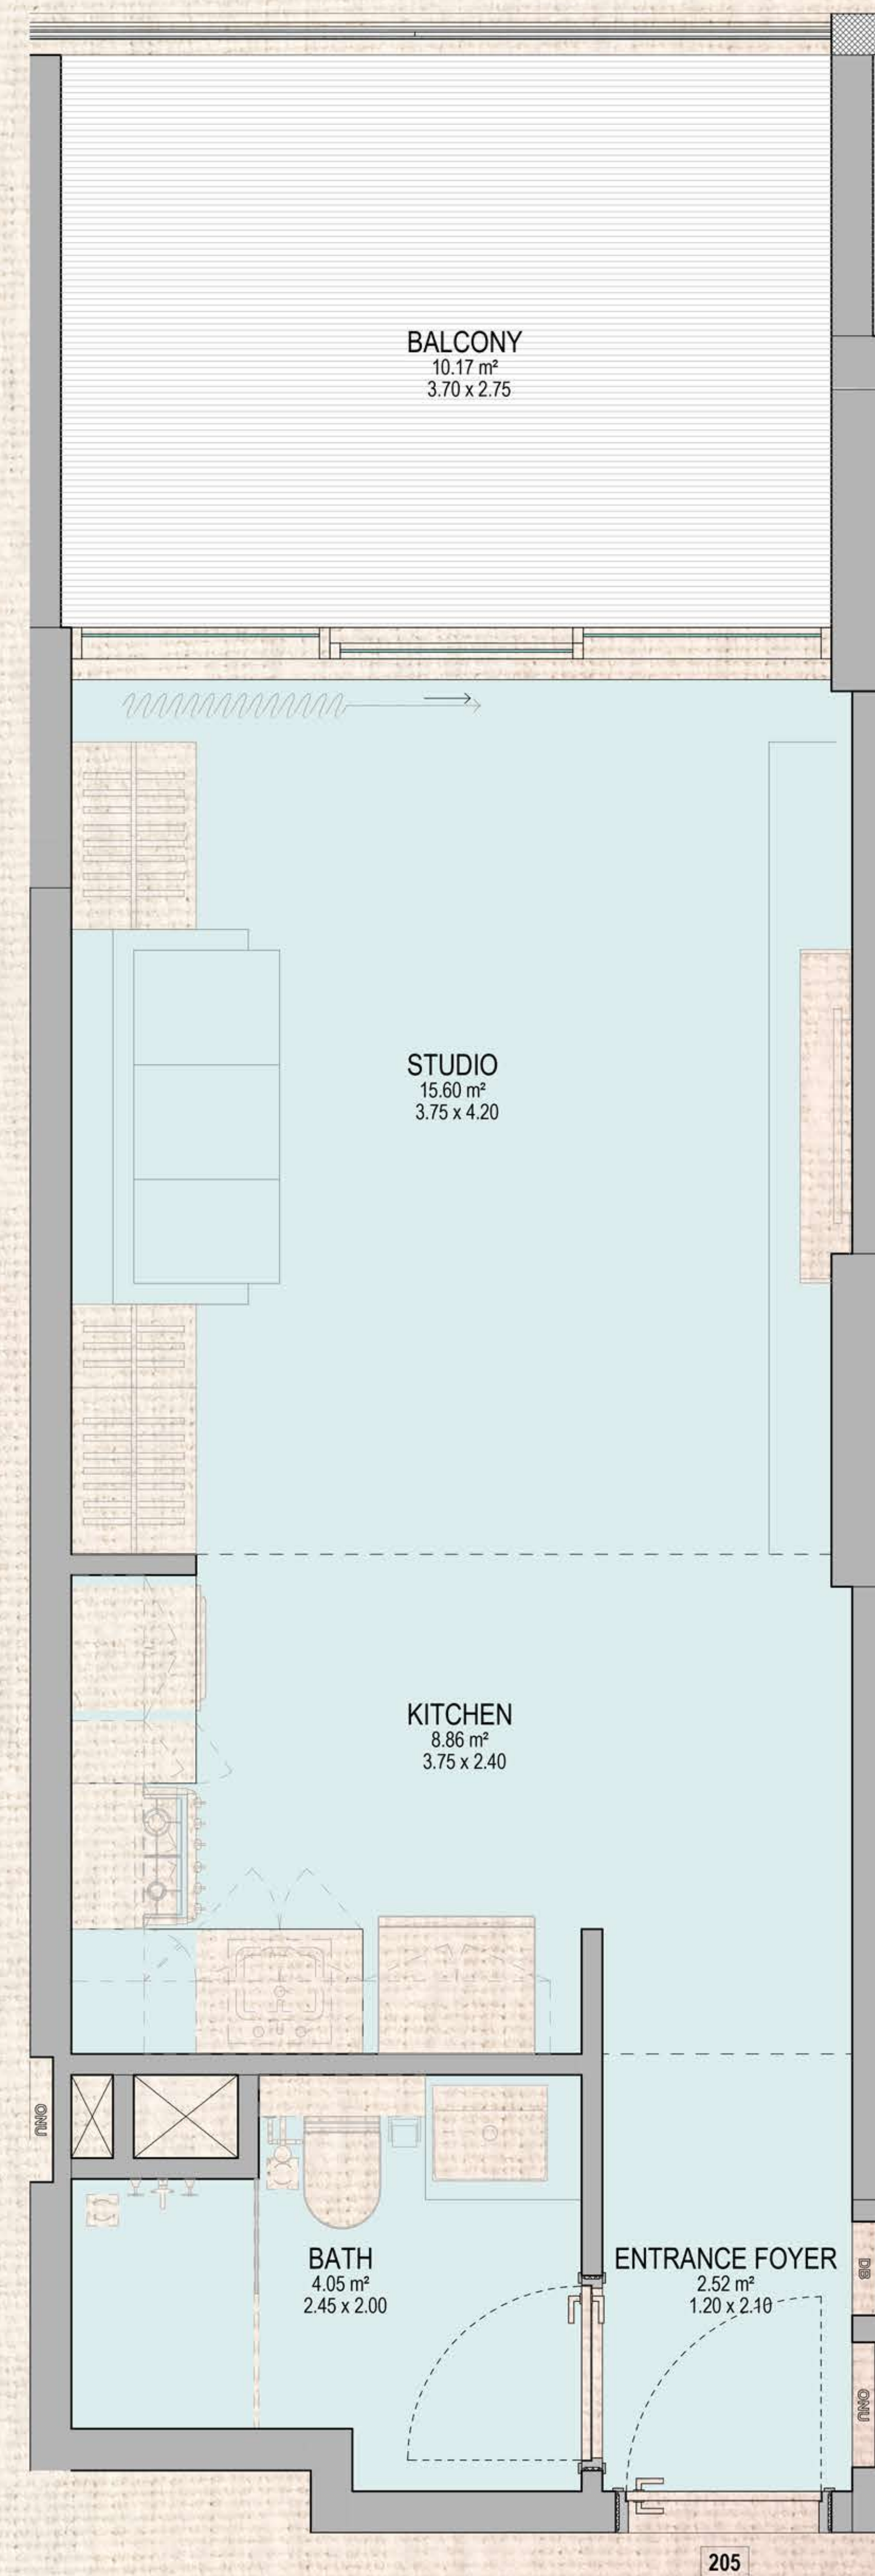 BALCONY
10.17 m²
3.70 x 2.75
STUDIO
15.60 m²
3.75 x 4.20
KITCHEN
8.86 m²
3.75 x 2.40
ONU
BATH
4.05 m²
2.45 x 2.00
ENTRANCE FOYER
2.52 m²
1.20 x 2.10
DB
ONU
205